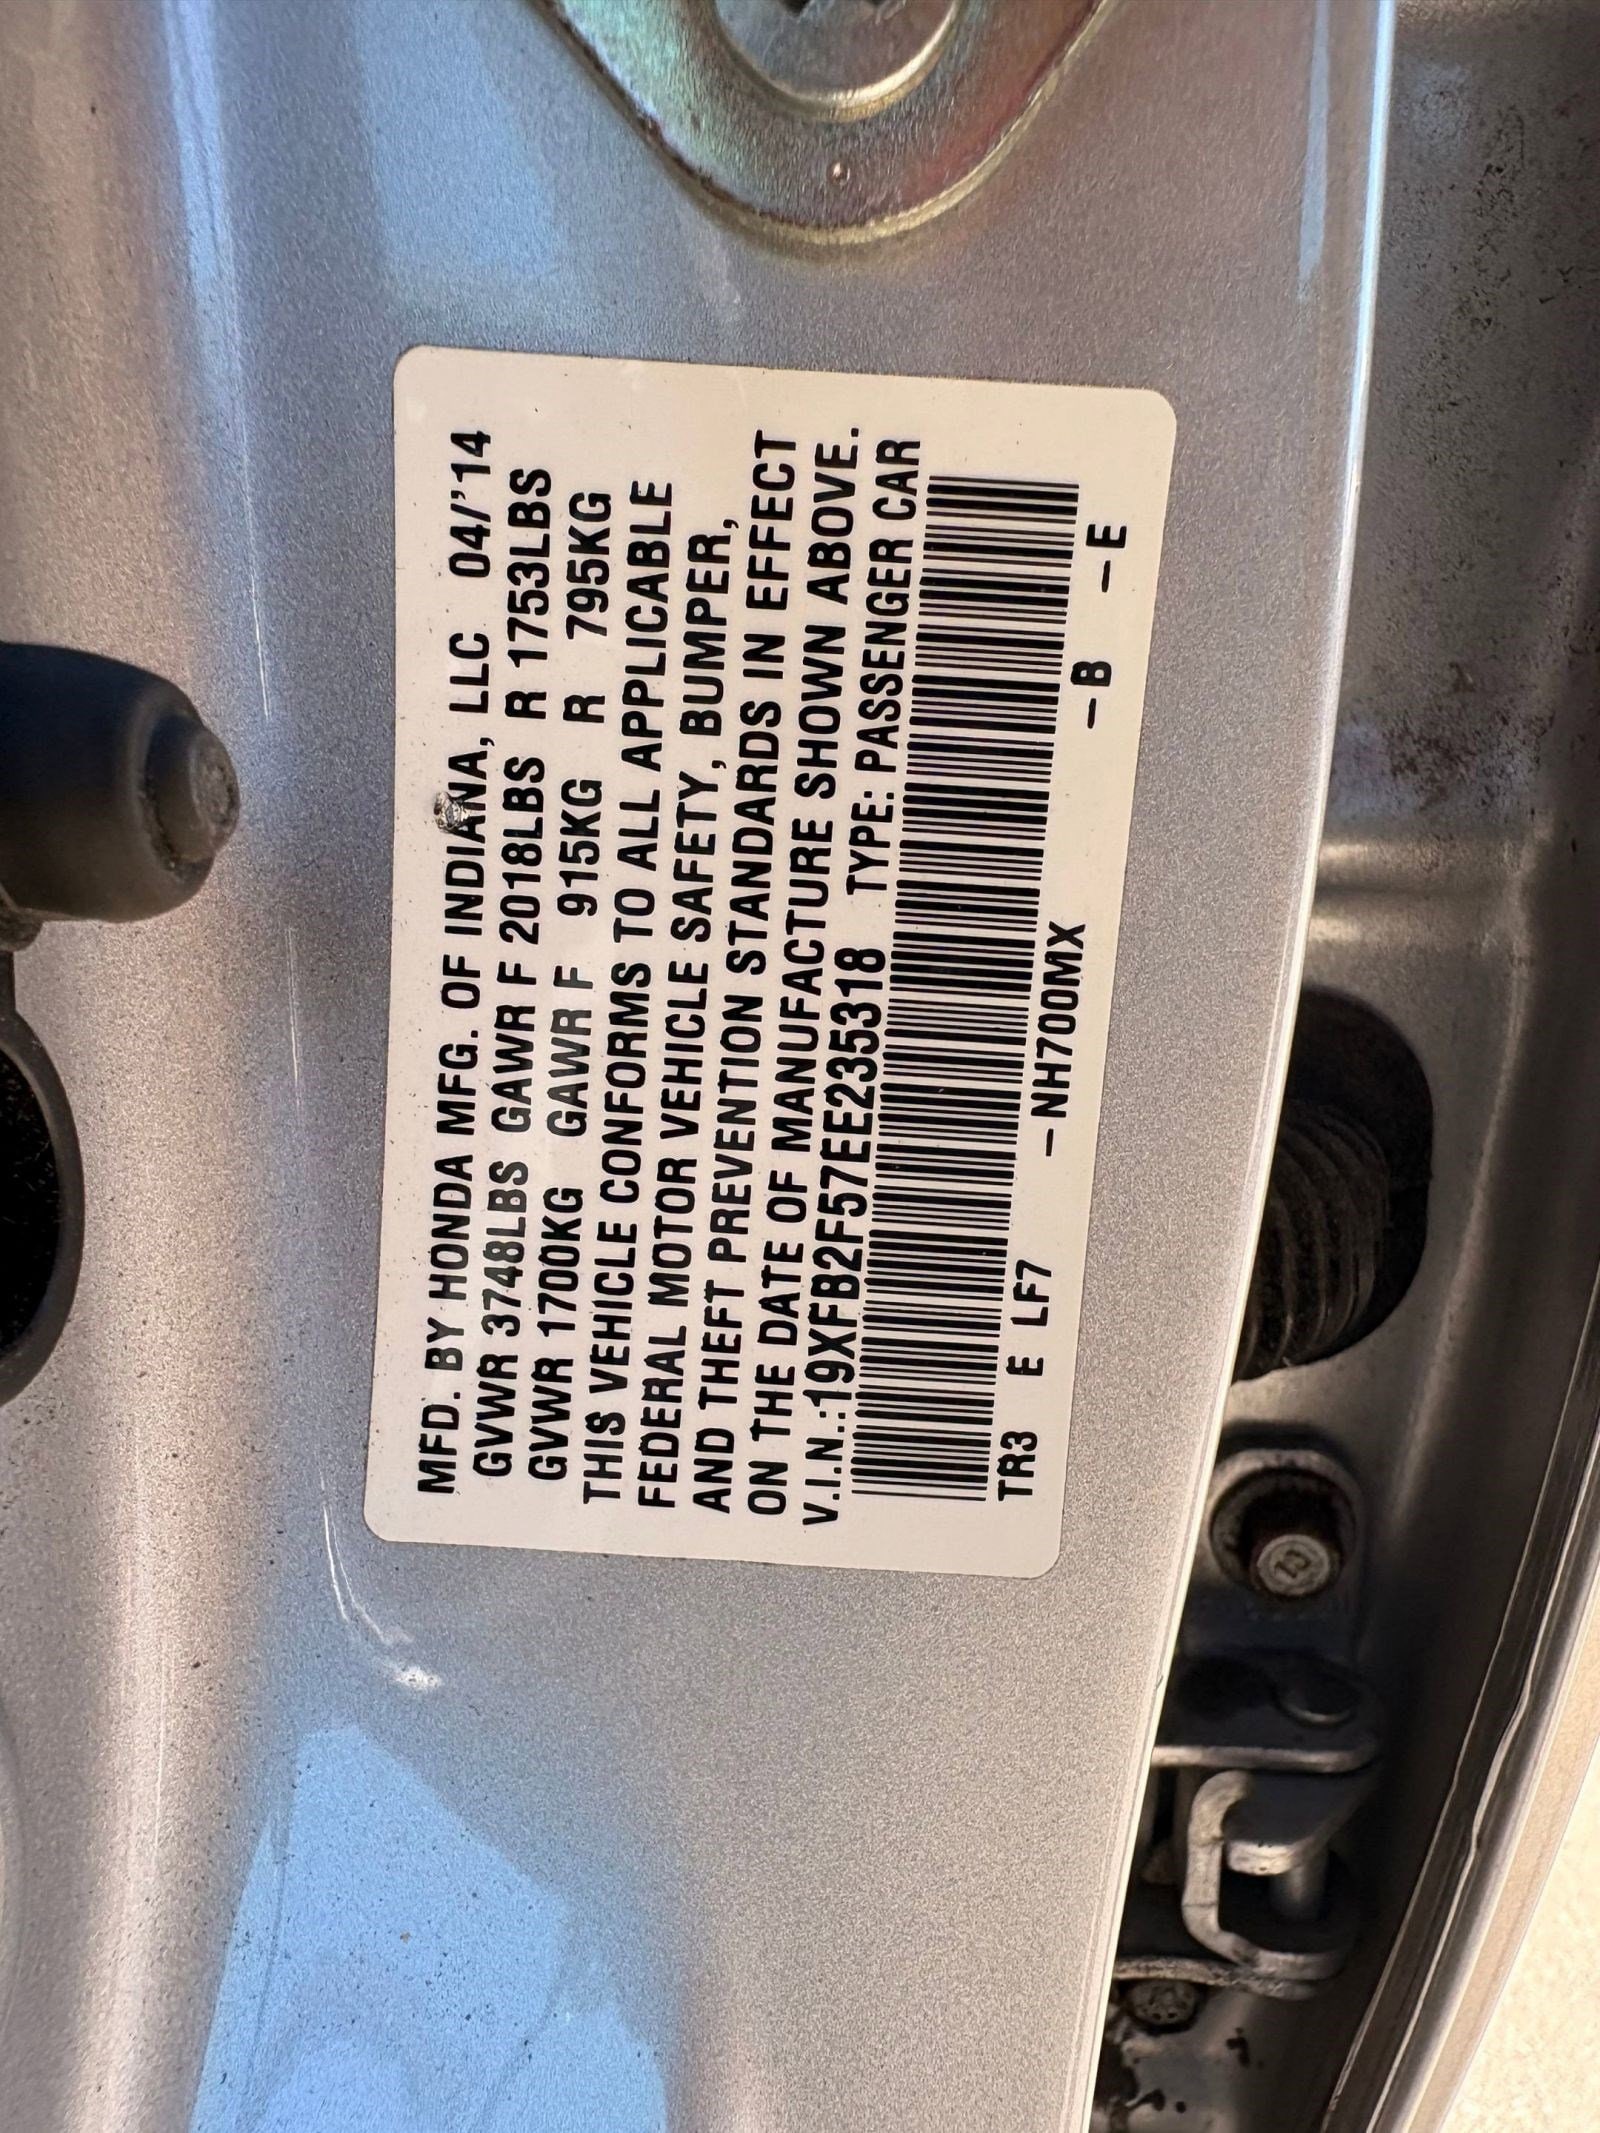 MFD. BY HONDA MFG. OF INDIANA, LLC 04/'14
GVWR 3748LBS GAWR F 2018LBS R 1753LBS
GVWR 1700KG GAWR F 915KG R 795KG
THIS VEHICLE CONFORMS TO ALL APPLICABLE
FEDERAL MOTOR VEHICLE SAFETY, BUMPER,
AND THEFT PREVENTION STANDARDS IN EFFECT
ON THE DATE OF MANUFACTURE SHOWN ABOVE.
V.I.N.:19XFB2F57EE235318 TYPE: PASSENGER CAR
TR3 E LF7 –NH700MX –B –E